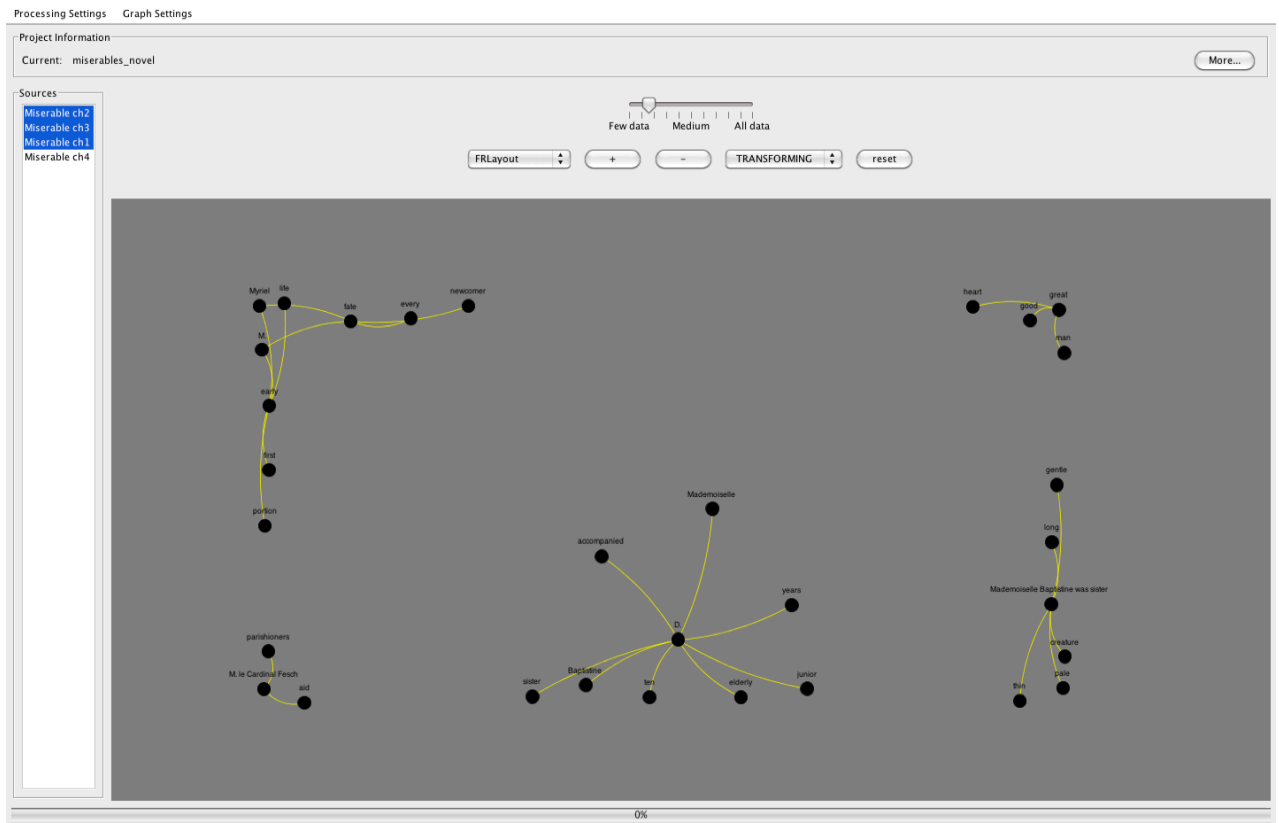 Processing Settings Graph Settings
Project Information
Current: miserables_novel
More...
Sources
Miserable ch2
Miserable ch3
Miserable ch1
Miserable ch4
Few data Medium All data
FRLayout + - TRANSFORMING reset
Myriel life
newcomer
fate every
M.
early
first
portion
heart great
good
man
gentle
long
Mademoiselle Baptistine was sister
creature
pale
thin
Mademoiselle
accompanied
years
D.
sister Baptistine ten elderly junior
parishioners
M. le Cardinal Fesch
aid
0%